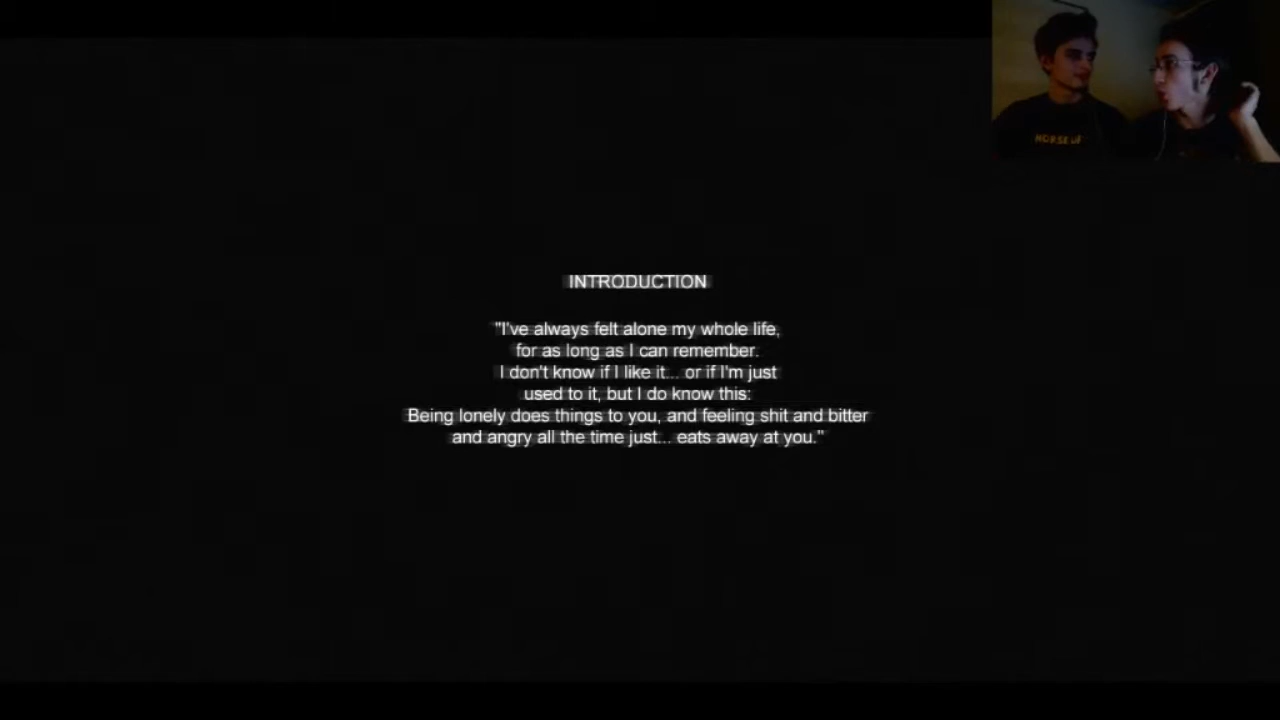 INTRODUCTION
"I've always felt alone my whole life,
for as long as I can remember.
I don't know if I like it... or if I'm just
used to it, but I do know this:
Being lonely does things to you, and feeling shit and bitter
and angry all the time just... eats away at you."